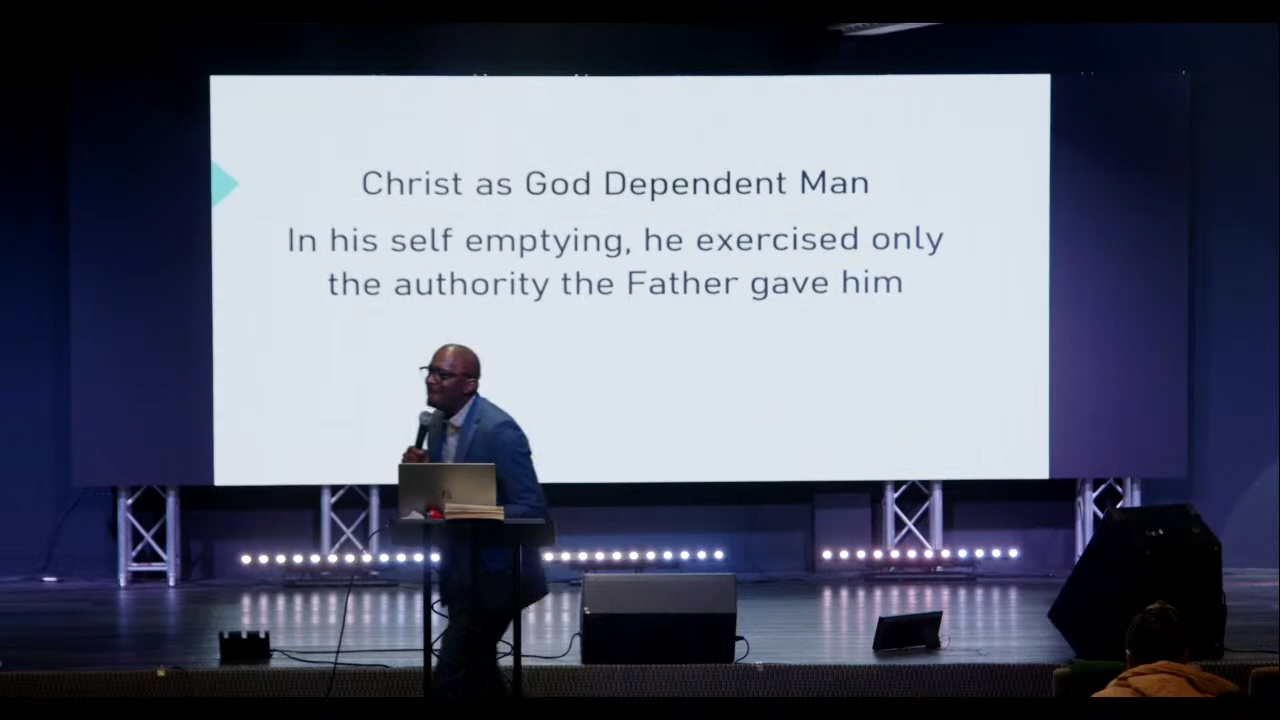 Christ as God Dependent Man
In his self emptying, he exercised only
the authority the Father gave him